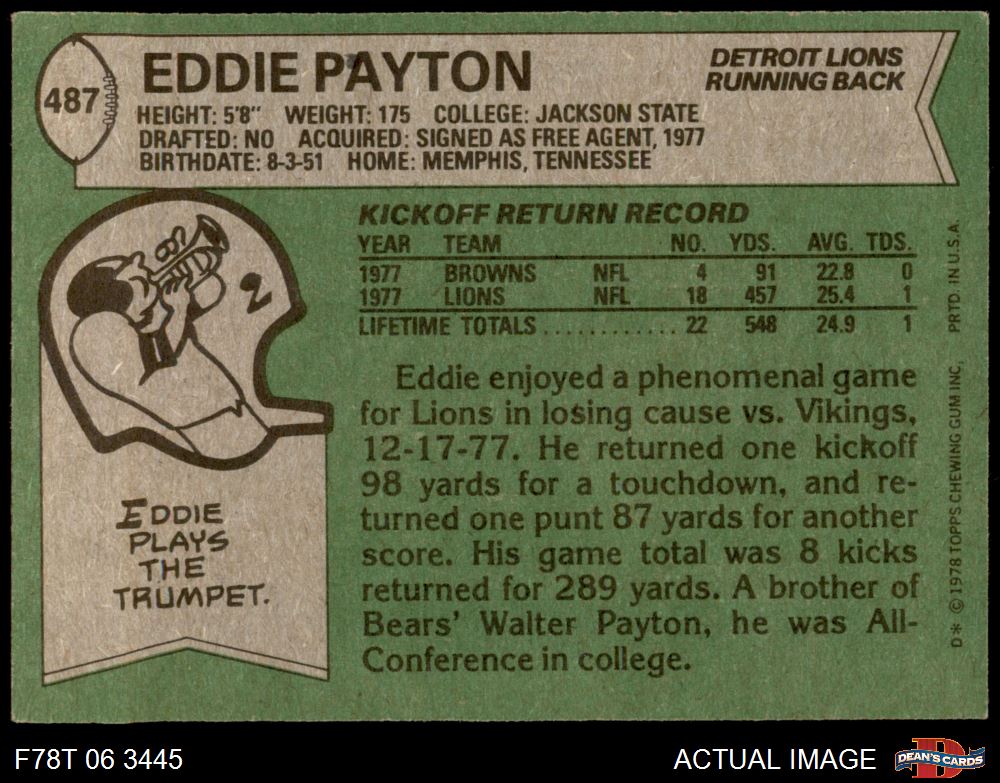 487
EDDIE PAYTON
DETROIT LIONS
RUNNING BACK
HEIGHT: 5'8" WEIGHT: 175 COLLEGE: JACKSON STATE
DRAFTED: NO ACQUIRED: SIGNED AS FREE AGENT, 1977
BIRTHDATE: 8-3-51 HOME: MEMPHIS, TENNESSEE
2
EDDIE
PLAYS
THE
TRUMPET.
KICKOFF RETURN RECORD
YEAR TEAM NO. YDS. AVG. TDS.
1977 BROWNS NFL 4 91 22.8 0
1977 LIONS NFL 18 457 25.4 1
LIFETIME TOTALS............ 22 548 24.9 1
Eddie enjoyed a phenomenal game
for Lions in losing cause vs. Vikings,
12-17-77. He returned one kickoff
98 yards for a touchdown, and re-
turned one punt 87 yards for another
score. His game total was 8 kicks
returned for 289 yards. A brother of
Bears' Walter Payton, he was All-
Conference in college.
D* © 1978 TOPPS CHEWING GUM INC. PRTD. IN U.S.A.
F78T 06 3445
ACTUAL IMAGE
D
DEAN'S CARDS